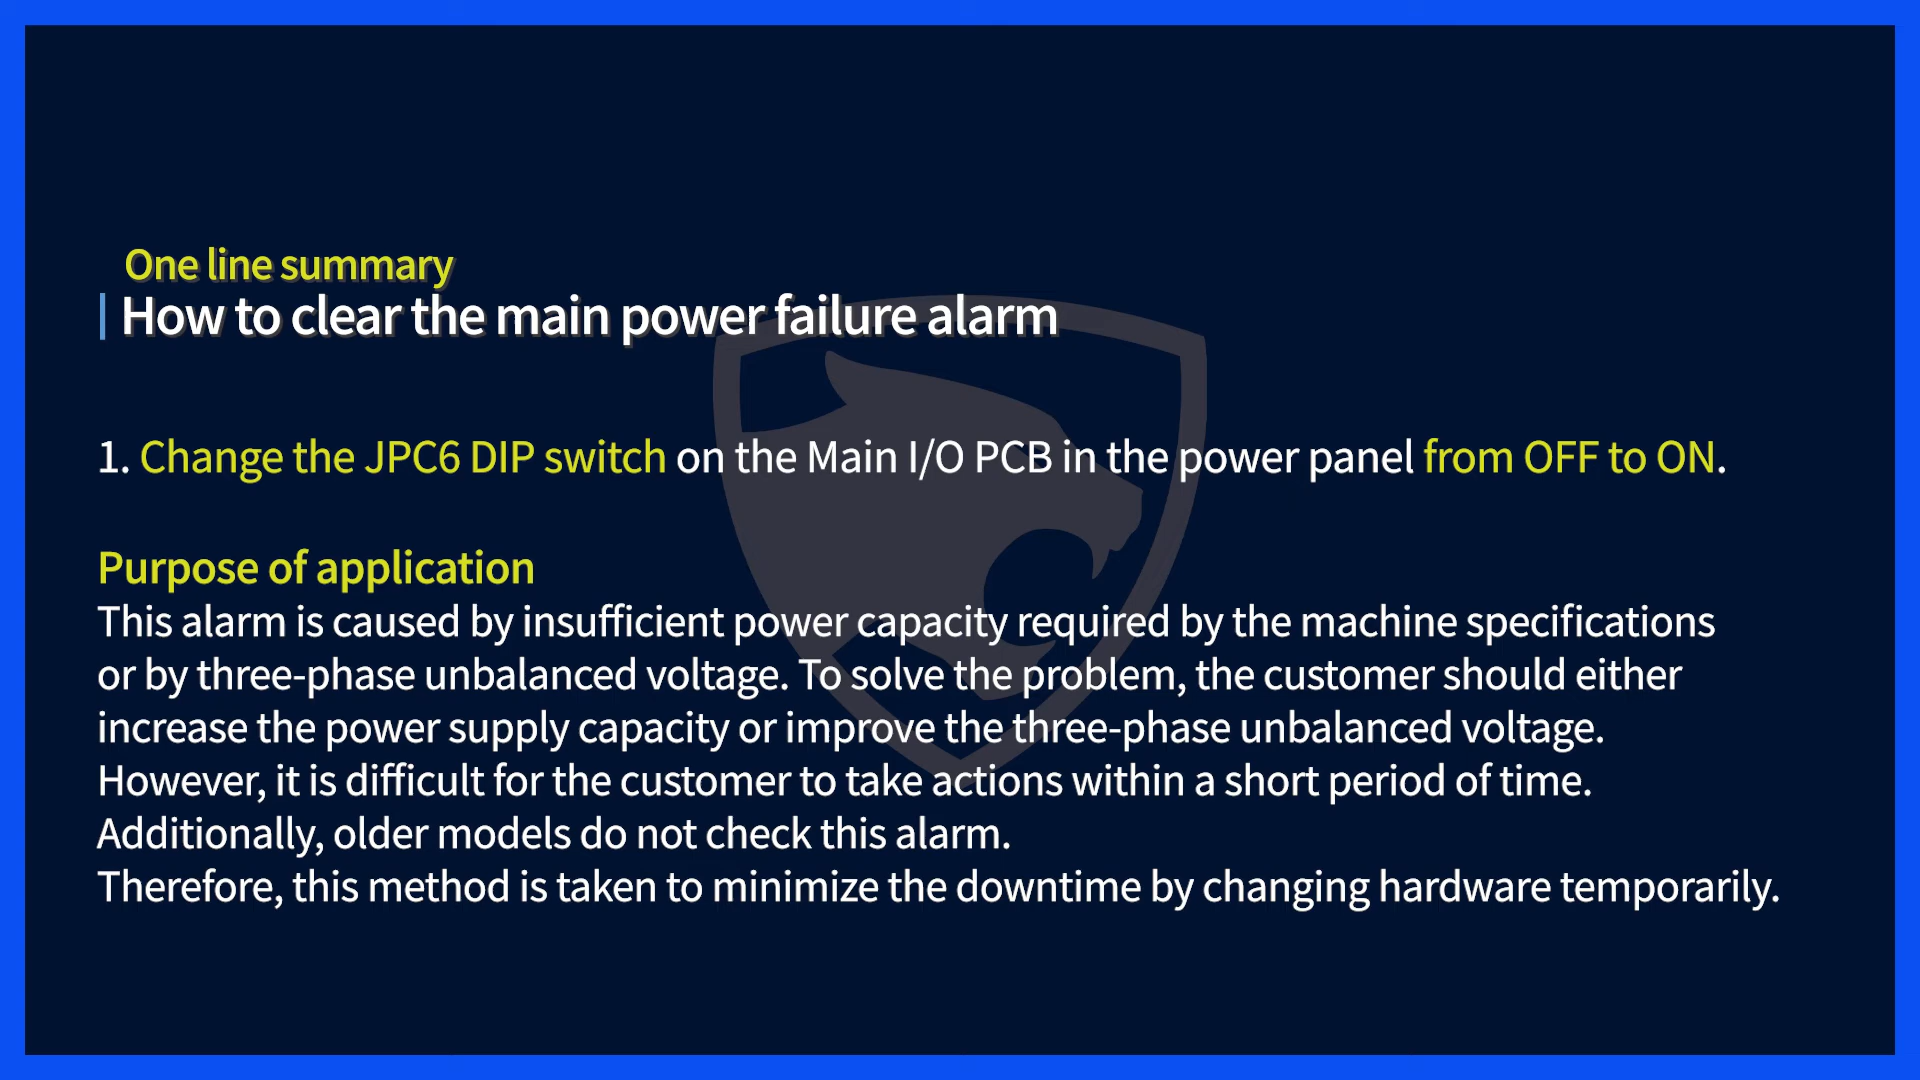 One line summary
How to clear the main power failure alarm
1. Change the JPC6 DIP switch on the Main I/O PCB in the power panel from OFF to ON.
Purpose of application
This alarm is caused by insufficient power capacity required by the machine specifications
or by three-phase unbalanced voltage. To solve the problem, the customer should either
increase the power supply capacity or improve the three-phase unbalanced voltage.
However, it is difficult for the customer to take actions within a short period of time.
Additionally, older models do not check this alarm.
Therefore, this method is taken to minimize the downtime by changing hardware temporarily.